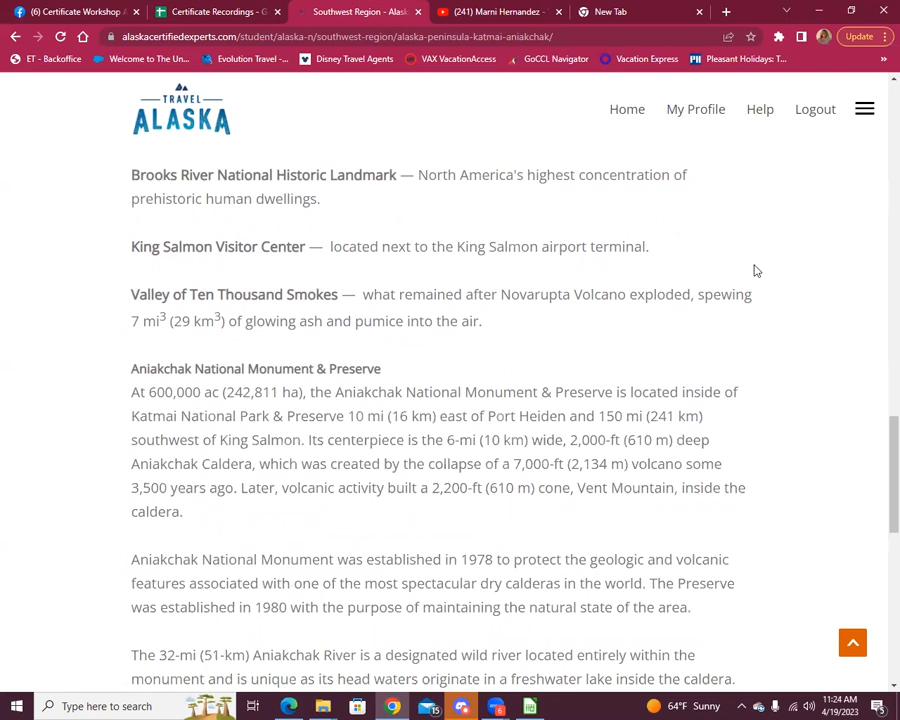 (6) Certificate Workshop A
Certificate Recordings - G
Southwest Region - Alask
(241) Marni Hernandez -
New Tab
alaskacertifiedexperts.com/student/alaska-n/southwest-region/alaska-peninsula-katmai-aniakchak/
Update
ET - Backoffice
Welcome to The Un...
Evolution Travel -...
Disney Travel Agents
VAX VacationAccess
GoCCL Navigator
Vacation Express
Pleasant Holidays: T...
»
TRAVEL
ALASKA
Home
My Profile
Help
Logout
Brooks River National Historic Landmark — North America's highest concentration of
prehistoric human dwellings.
King Salmon Visitor Center — located next to the King Salmon airport terminal.
Valley of Ten Thousand Smokes — what remained after Novarupta Volcano exploded, spewing
7 mi³ (29 km³) of glowing ash and pumice into the air.
Aniakchak National Monument & Preserve
At 600,000 ac (242,811 ha), the Aniakchak National Monument & Preserve is located inside of
Katmai National Park & Preserve 10 mi (16 km) east of Port Heiden and 150 mi (241 km)
southwest of King Salmon. Its centerpiece is the 6-mi (10 km) wide, 2,000-ft (610 m) deep
Aniakchak Caldera, which was created by the collapse of a 7,000-ft (2,134 m) volcano some
3,500 years ago. Later, volcanic activity built a 2,200-ft (610 m) cone, Vent Mountain, inside the
caldera.
Aniakchak National Monument was established in 1978 to protect the geologic and volcanic
features associated with one of the most spectacular dry calderas in the world. The Preserve
was established in 1980 with the purpose of maintaining the natural state of the area.
The 32-mi (51-km) Aniakchak River is a designated wild river located entirely within the
monument and is unique as its head waters originate in a freshwater lake inside the caldera.
Type here to search
15
6
64°F Sunny
11:24 AM
4/19/2023
5